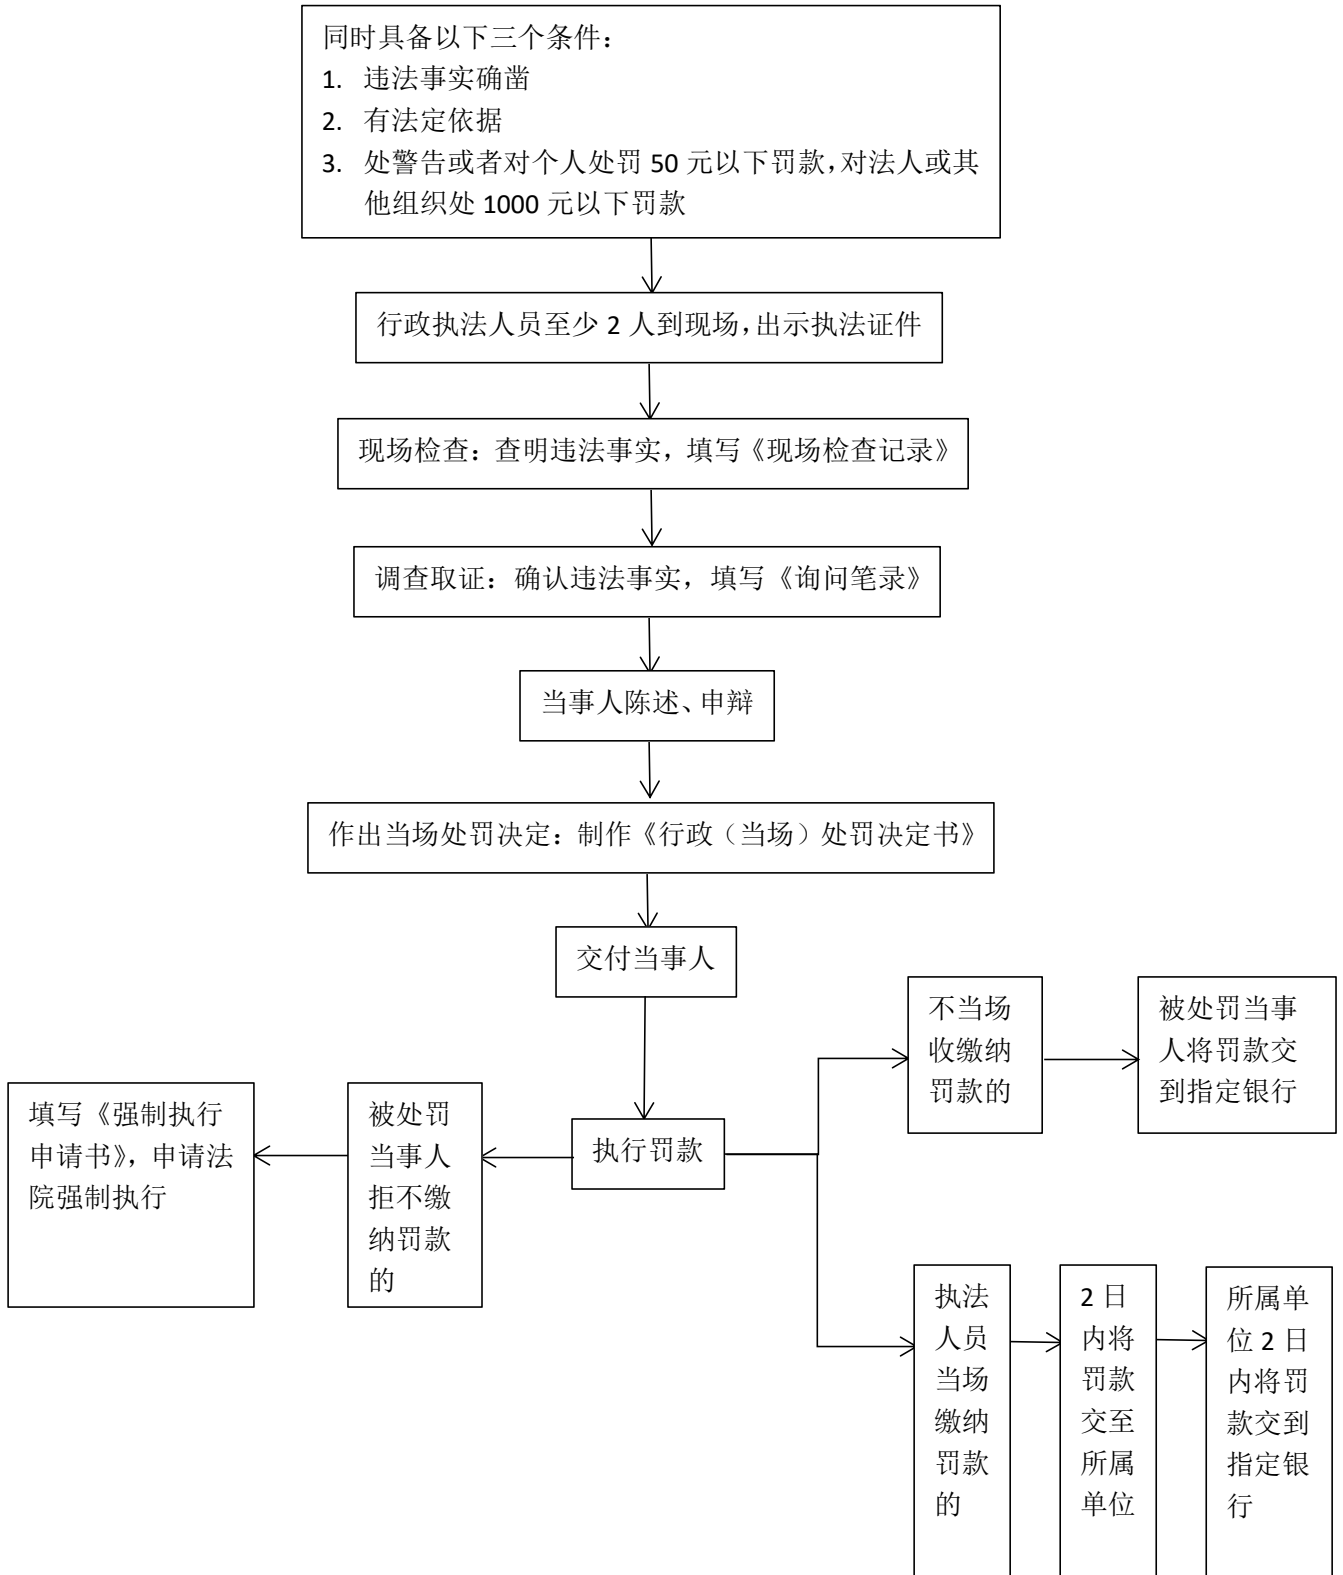 同时具备以下三个条件：
1. 违法事实确凿
2. 有法定依据
3. 处警告或者对个人处罚 50 元以下罚款，对法人或其
他组织处 1000 元以下罚款
行政执法人员至少 2 人到现场，出示执法证件
现场检查：查明违法事实，填写《现场检查记录》
调查取证：确认违法事实，填写《询问笔录》
当事人陈述、申辩
作出当场处罚决定：制作《行政（当场）处罚决定书》
交付当事人
执行罚款
不当场
收缴纳
罚款的
被处罚当事
人将罚款交
到指定银行
被处罚
当事人
拒不缴
纳罚款
的
填写《强制执行
申请书》，申请法
院强制执行
执法
人员
当场
缴纳
罚款
的
2 日
内将
罚款
交至
所属
单位
所属单
位 2 日
内将罚
款交到
指定银
行